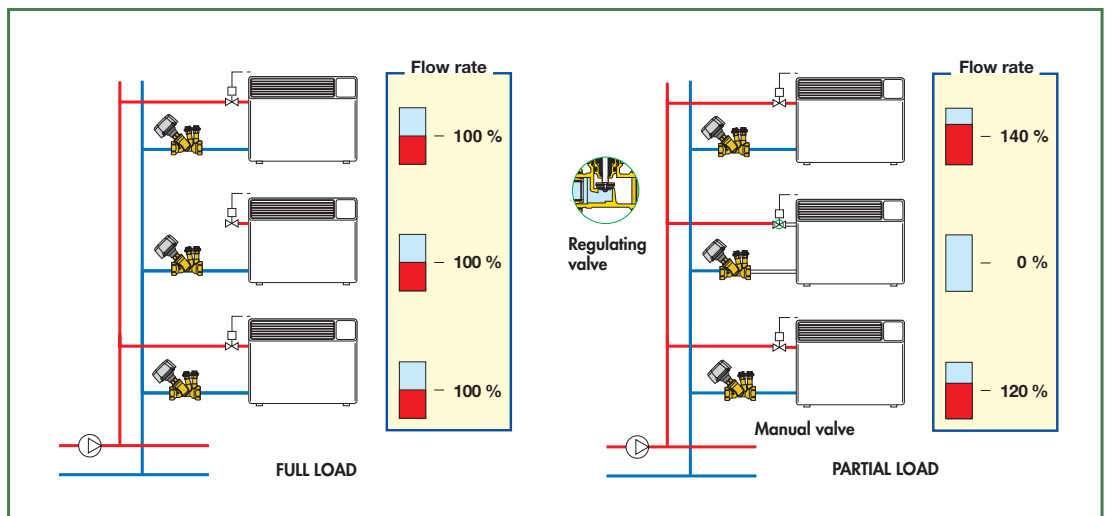 Flow rate
100 %
100 %
100 %
FULL LOAD
Flow rate
140 %
Regulating
valve
0 %
120 %
Manual valve
PARTIAL LOAD